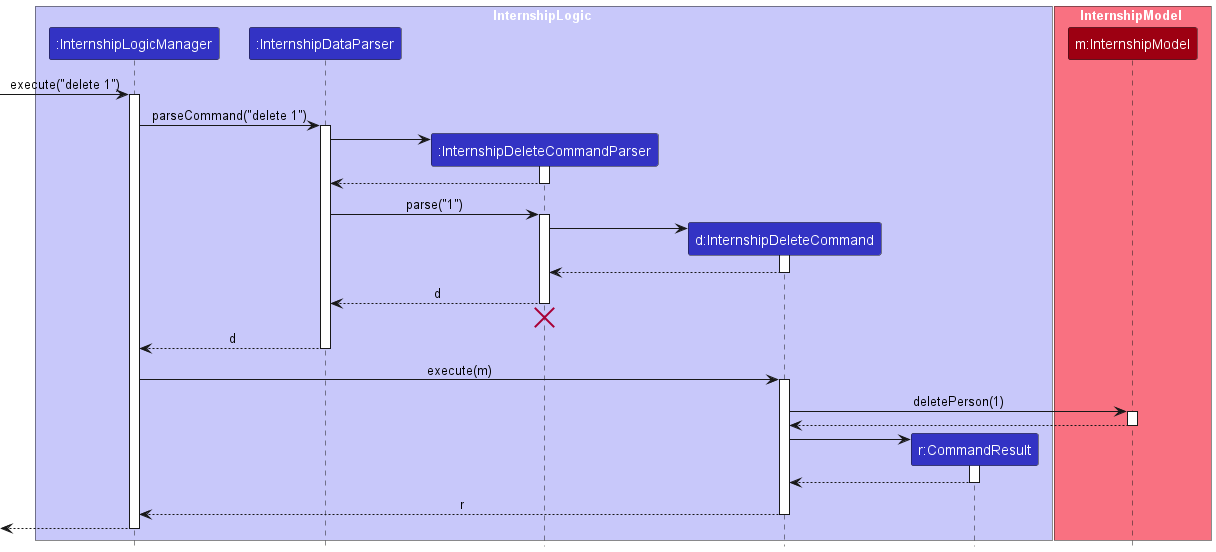 InternshipLogic
InternshipModel
:InternshipLogicManager
:InternshipDataParser
m:InternshipModel
execute("delete 1")
parseCommand("delete 1")
:InternshipDeleteCommandParser
parse("1")
d:InternshipDeleteCommand
d
d
execute(m)
deletePerson(1)
r:CommandResult
r